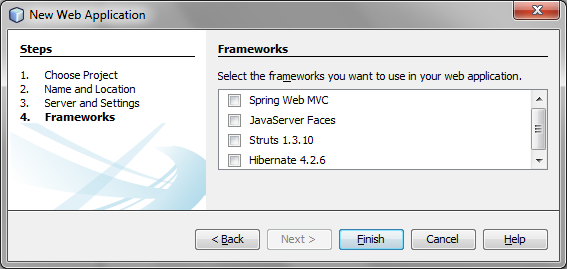 New Web Application
Steps
1. Choose Project
2. Name and Location
3. Server and Settings
4. Frameworks
Frameworks
Select the frameworks you want to use in your web application.
Spring Web MVC
JavaServer Faces
Struts 1.3.10
Hibernate 4.2.6
< Back
Next >
Finish
Cancel
Help